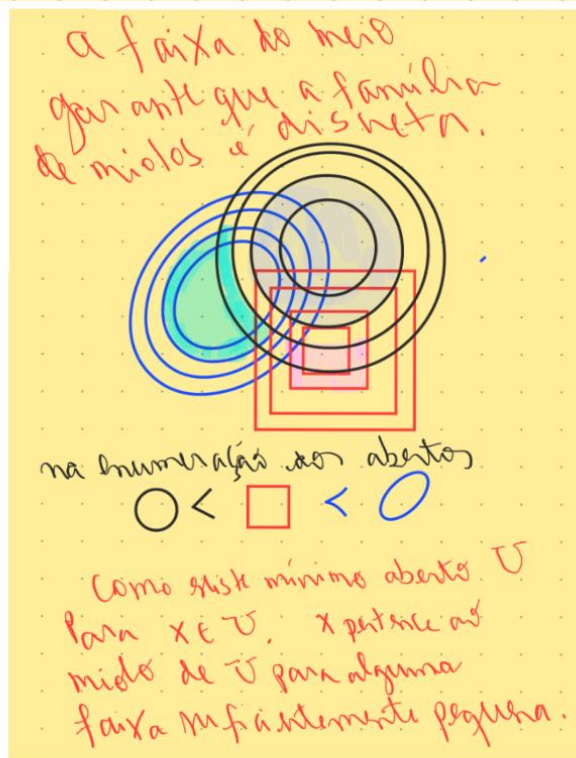 a faixa do meio
garante que a família
de miolos é discreta.
na enumeração dos abertos
< <
Como existe mínimo aberto U
Para x ∈ U, x pertence ao
miolo de U para alguma
faixa suficientemente pequena.